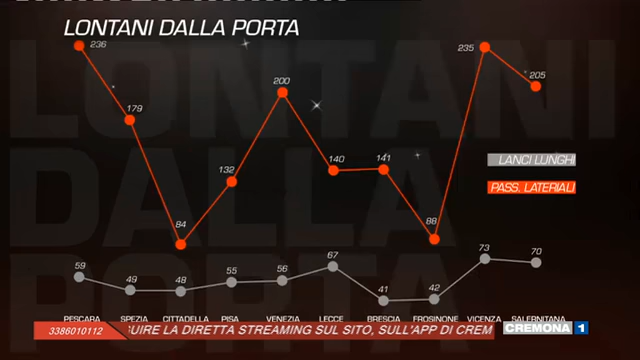 LONTANI DALLA PORTA
LONTANI
DALLA
PORTA
236
179
84
132
200
140
141
88
235
205
LANCI LUNGHI
PASS. LATERIALI
59
49
48
55
56
67
41
42
73
70
PESCARA SPEZIA CITTADELLA PISA VENEZIA LECCE BRESCIA FROSINONE VICENZA SALERNITANA
3386010112 GUIRE LA DIRETTA STREAMING SUL SITO, SULL'APP DI CREM CREMONA 1